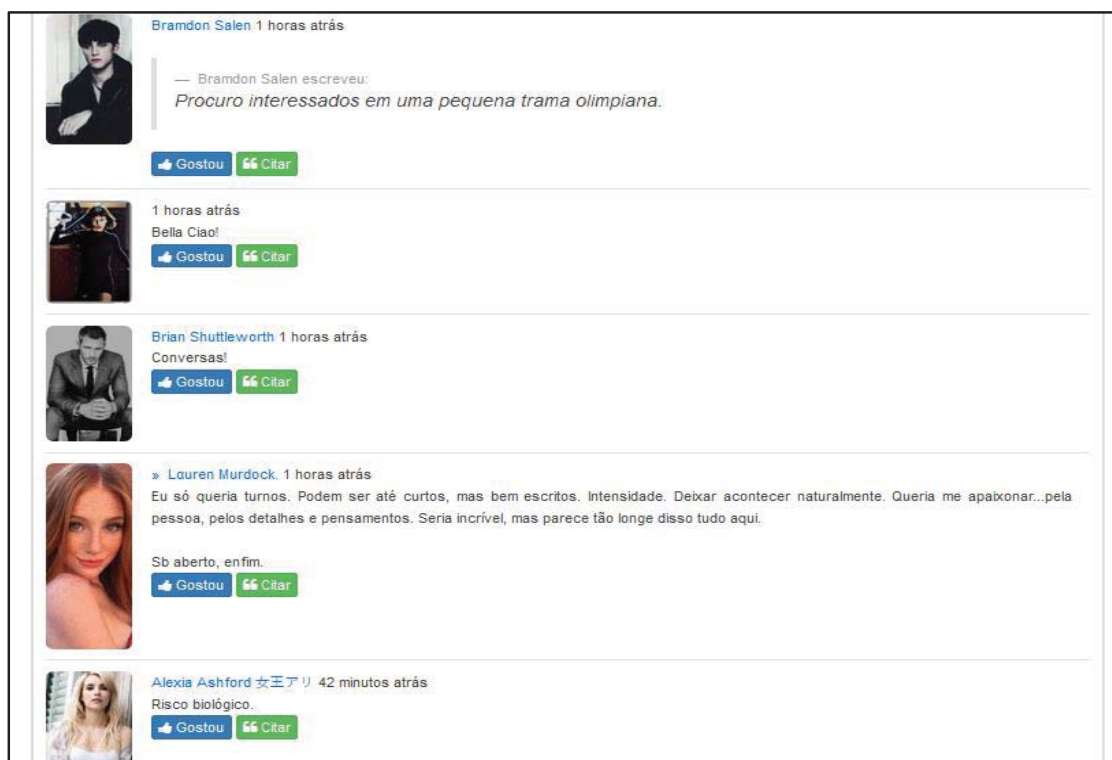 Bramdon Salen 1 horas atrás
— Bramdon Salen escreveu:
Procuro interessados em uma pequena trama olimpiana.
Gostou Citar
1 horas atrás
Bella Ciao!
Gostou Citar
Brian Shuttleworth 1 horas atrás
Conversas!
Gostou Citar
» Lauren Murdock. 1 horas atrás
Eu só queria turnos. Podem ser até curtos, mas bem escritos. Intensidade. Deixar acontecer naturalmente. Queria me apaixonar...pela
pessoa, pelos detalhes e pensamentos. Seria incrível, mas parece tão longe disso tudo aqui.
Sb aberto, enfim.
Gostou Citar
Alexia Ashford 女王アリ 42 minutos atrás
Risco biológico.
Gostou Citar